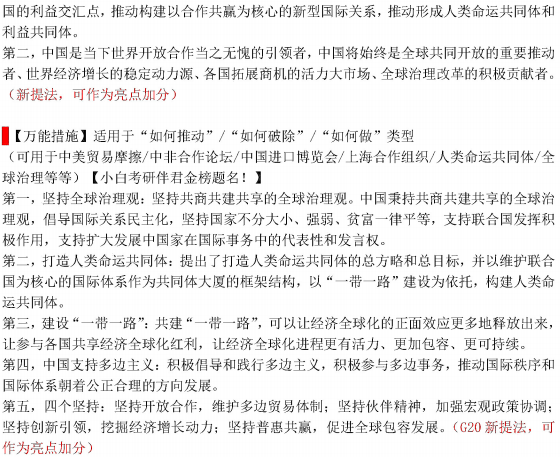 国的利益交汇点，推动构建以合作共赢为核心的新型国际关系，推动形成人类命运共同体和
利益共同体。
第二，中国是当下世界开放合作当之无愧的引领者，中国将始终是全球共同开放的重要推动
者、世界经济增长的稳定动力源、各国拓展商机的活力大市场、全球治理改革的积极贡献者。
（新提法，可作为亮点加分）
【万能措施】适用于“如何推动”/“如何破除”/“如何做”类型
（可用于中美贸易摩擦/中非合作论坛/中国进口博览会/上海合作组织/人类命运共同体/全
球治理等等）【小白考研伴君金榜题名！】
第一，坚持全球治理观：坚持共商共建共享的全球治理观。中国秉持共商共建共享的全球治
理观，倡导国际关系民主化，坚持国家不分大小、强弱、贫富一律平等，支持联合国发挥积
极作用，支持扩大发展中国家在国际事务中的代表性和发言权。
第二，打造人类命运共同体：提出了打造人类命运共同体的总方略和总目标，并以维护联合
国为核心的国际体系作为共同体大厦的框架结构，以“一带一路”建设为依托，构建人类命
运共同体。
第三，建设“一带一路”：共建“一带一路”，可以让经济全球化的正面效应更多地释放出来，
让参与各国共享经济全球化红利，让经济全球化进程更有活力、更加包容、更可持续。
第四，中国支持多边主义：积极倡导和践行多边主义，积极参与多边事务，推动国际秩序和
国际体系朝着公正合理的方向发展。
第五，四个坚持：坚持开放合作，维护多边贸易体制；坚持伙伴精神，加强宏观政策协调；
坚持创新引领，挖掘经济增长动力；坚持普惠共赢，促进全球包容发展。（G20 新提法，可
作为亮点加分）